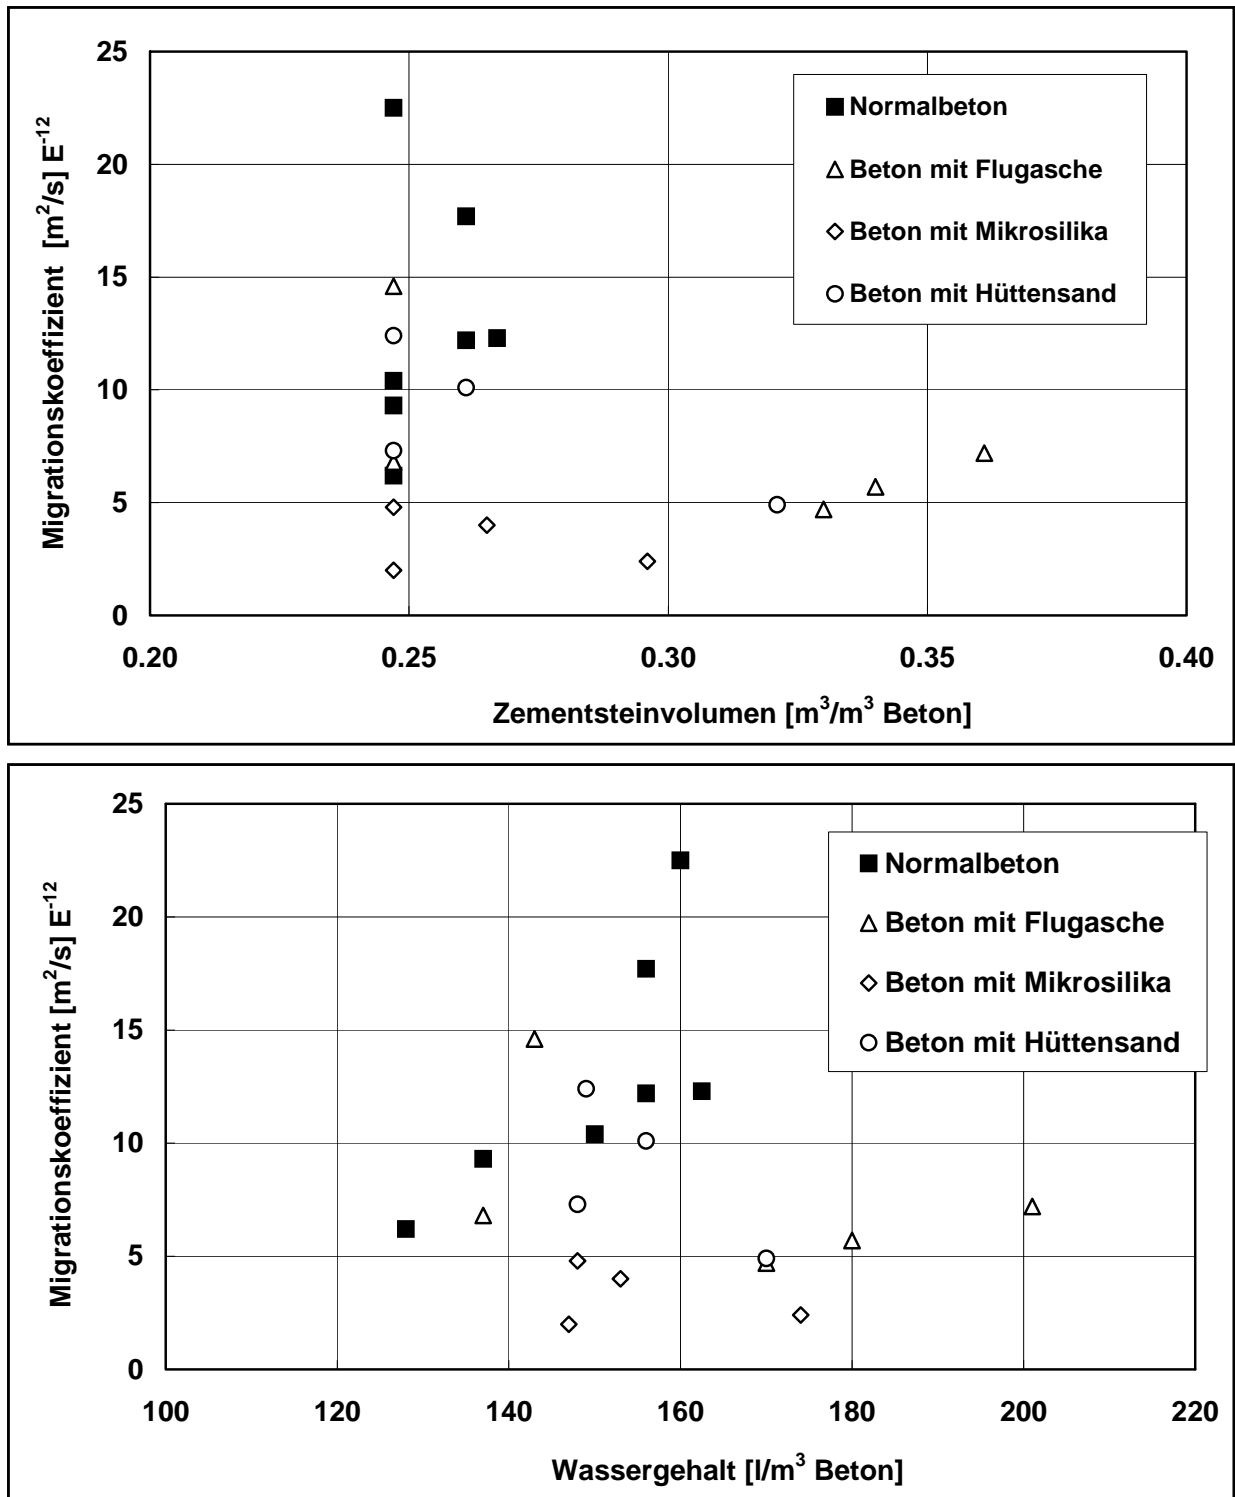 25
20
15
10
5
0
0.20 0.25 0.30 0.35 0.40
Migrationskoeffizient [m²/s] E⁻¹²
Zementsteinvolumen [m³/m³ Beton]
Normalbeton
Beton mit Flugasche
Beton mit Mikrosilika
Beton mit Hüttensand
25
20
15
10
5
0
100 120 140 160 180 200 220
Migrationskoeffizient [m²/s] E⁻¹²
Wassergehalt [l/m³ Beton]
Normalbeton
Beton mit Flugasche
Beton mit Mikrosilika
Beton mit Hüttensand